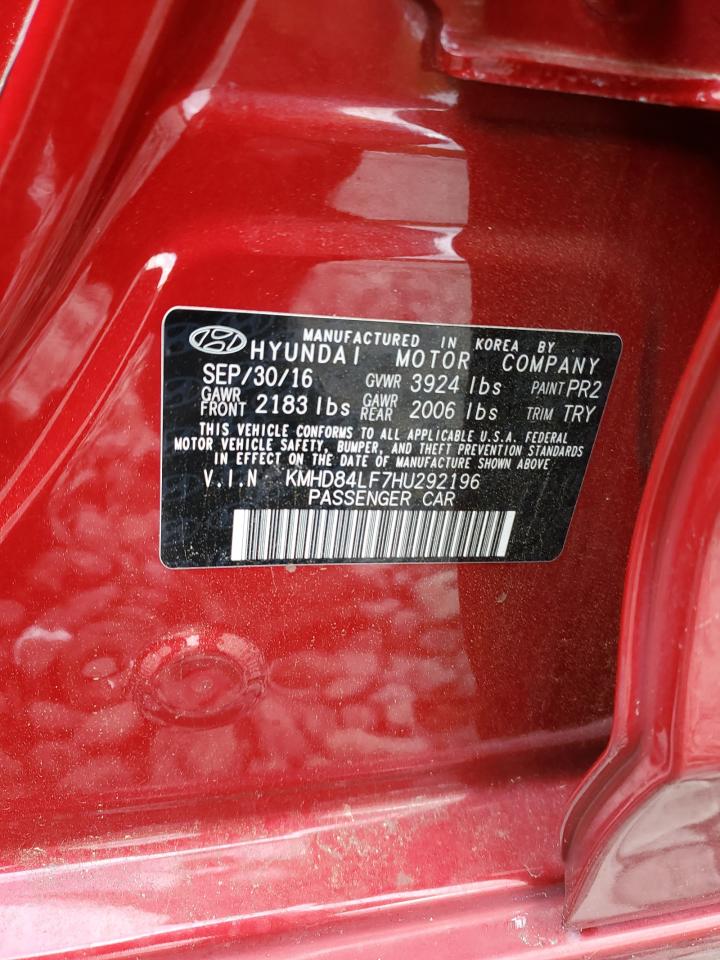 MANUFACTURED IN KOREA BY
HYUNDAI MOTOR COMPANY
SEP/30/16 GVWR 3924 lbs PAINT PR2
GAWR FRONT 2183 lbs GAWR REAR 2006 lbs TRIM TRY
THIS VEHICLE CONFORMS TO ALL APPLICABLE U.S.A. FEDERAL
MOTOR VEHICLE SAFETY, BUMPER, AND THEFT PREVENTION STANDARDS
IN EFFECT ON THE DATE OF MANUFACTURE SHOWN ABOVE
V.I.N KMHD84LF7HU292196
PASSENGER CAR